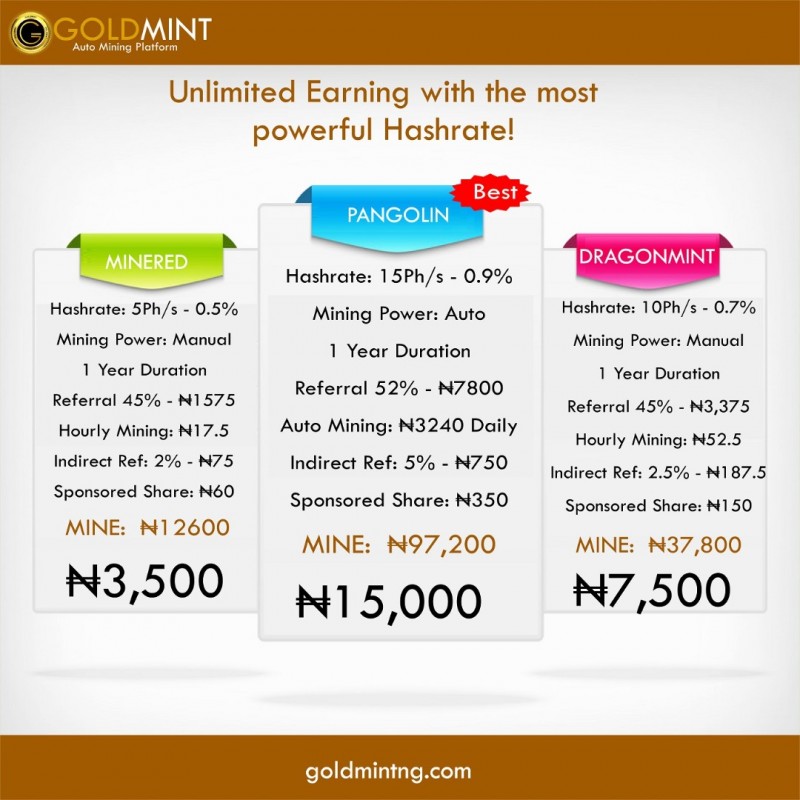 GOLDMINT
Auto Mining Platform
Unlimited Earning with the most
powerful Hashrate!
MINERED
Hashrate: 5Ph/s - 0.5%
Mining Power: Manual
1 Year Duration
Referral 45% - ₦1575
Hourly Mining: ₦17.5
Indirect Ref: 2% - ₦75
Sponsored Share: ₦60
MINE: ₦12600
₦3,500
Best
PANGOLIN
Hashrate: 15Ph/s - 0.9%
Mining Power: Auto
1 Year Duration
Referral 52% - ₦7800
Auto Mining: ₦3240 Daily
Indirect Ref: 5% - ₦750
Sponsored Share: ₦350
MINE: ₦97,200
₦15,000
DRAGONMINT
Hashrate: 10Ph/s - 0.7%
Mining Power: Manual
1 Year Duration
Referral 45% - ₦3,375
Hourly Mining: ₦52.5
Indirect Ref: 2.5% - ₦187.5
Sponsored Share: ₦150
MINE: ₦37,800
₦7,500
goldmintng.com